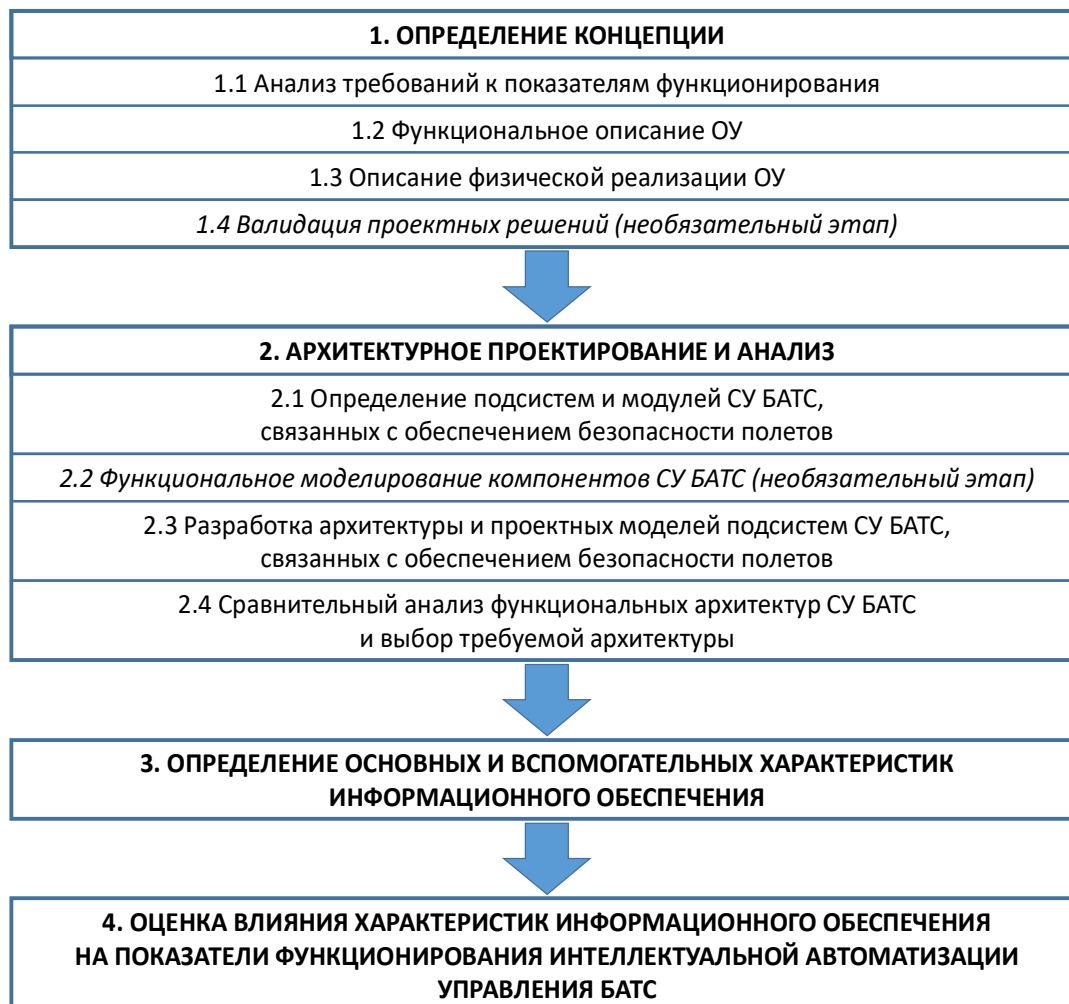 1. ОПРЕДЕЛЕНИЕ КОНЦЕПЦИИ
1.1 Анализ требований к показателям функционирования
1.2 Функциональное описание ОУ
1.3 Описание физической реализации ОУ
1.4 Валидация проектных решений (необязательный этап)
2. АРХИТЕКТУРНОЕ ПРОЕКТИРОВАНИЕ И АНАЛИЗ
2.1 Определение подсистем и модулей СУ БАТС,
связанных с обеспечением безопасности полетов
2.2 Функциональное моделирование компонентов СУ БАТС (необязательный этап)
2.3 Разработка архитектуры и проектных моделей подсистем СУ БАТС,
связанных с обеспечением безопасности полетов
2.4 Сравнительный анализ функциональных архитектур СУ БАТС
и выбор требуемой архитектуры
3. ОПРЕДЕЛЕНИЕ ОСНОВНЫХ И ВСПОМОГАТЕЛЬНЫХ ХАРАКТЕРИСТИК
ИНФОРМАЦИОННОГО ОБЕСПЕЧЕНИЯ
4. ОЦЕНКА ВЛИЯНИЯ ХАРАКТЕРИСТИК ИНФОРМАЦИОННОГО ОБЕСПЕЧЕНИЯ
НА ПОКАЗАТЕЛИ ФУНКЦИОНИРОВАНИЯ ИНТЕЛЛЕКТУАЛЬНОЙ АВТОМАТИЗАЦИИ
УПРАВЛЕНИЯ БАТС